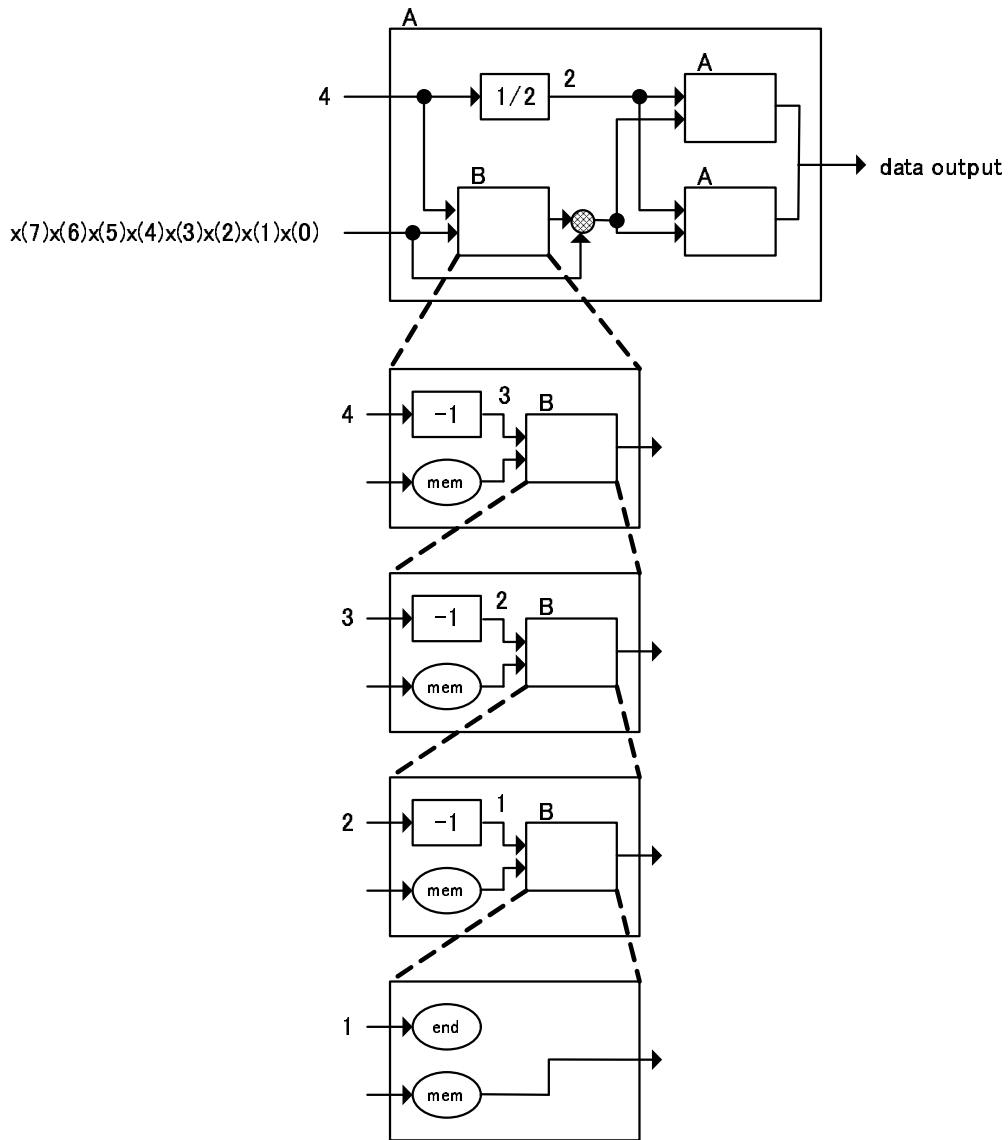 A
4
1/2
2
A
B
A
data output
x(7)x(6)x(5)x(4)x(3)x(2)x(1)x(0)
4
-1
3
B
mem
3
-1
2
B
mem
2
-1
1
B
mem
1
end
mem